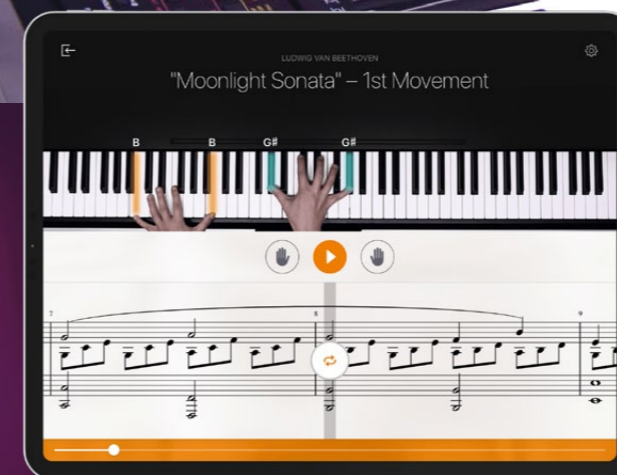 LUDWIG VAN BEETHOVEN
"Moonlight Sonata" – 1st Movement
B B G# G#
7 8 9